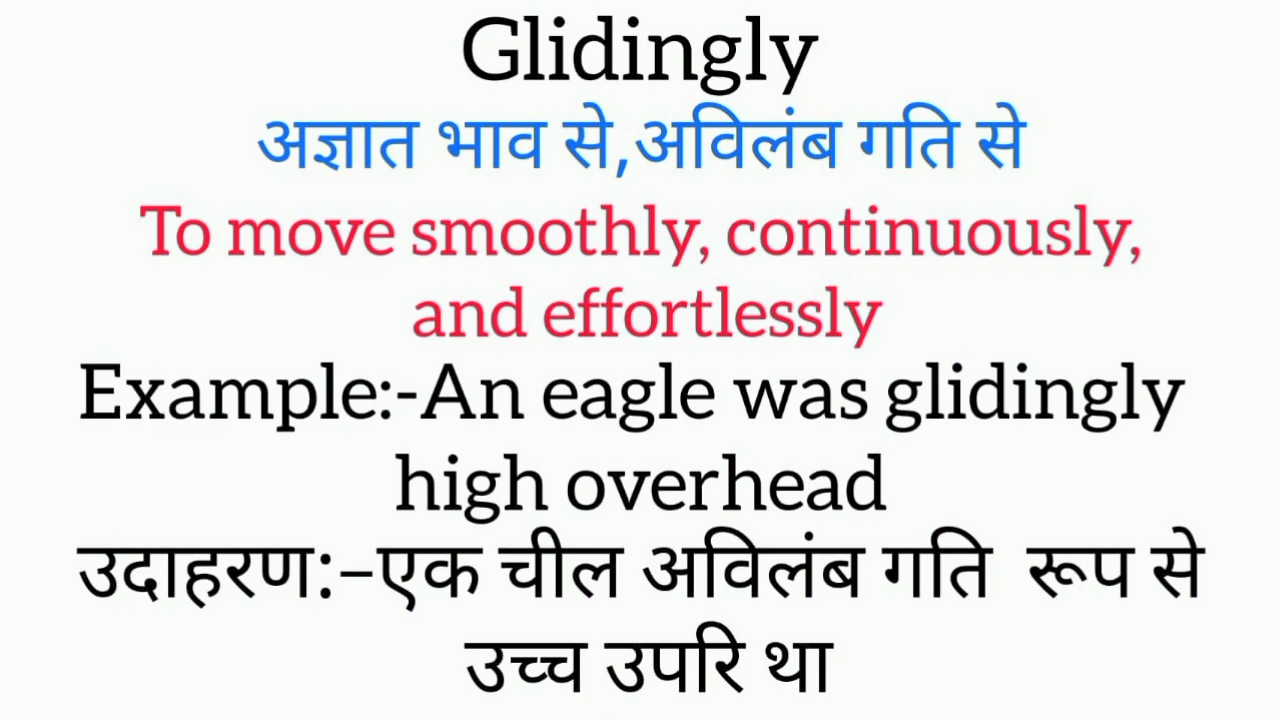 Glidingly
अज्ञात भाव से,अविलंब गति से
To move smoothly, continuously,
and effortlessly
Example:-An eagle was glidingly
high overhead
उदाहरण:–एक चील अविलंब गति रूप से
उच्च उपरि था